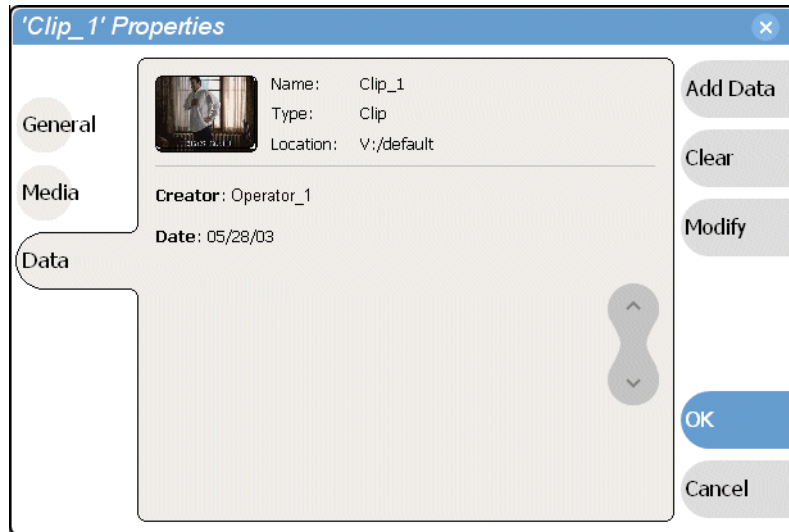 'Clip_1' Properties
General
Media
Data
Name: Clip_1
Type: Clip
Location: V:/default
Creator: Operator_1
Date: 05/28/03
Add Data
Clear
Modify
OK
Cancel